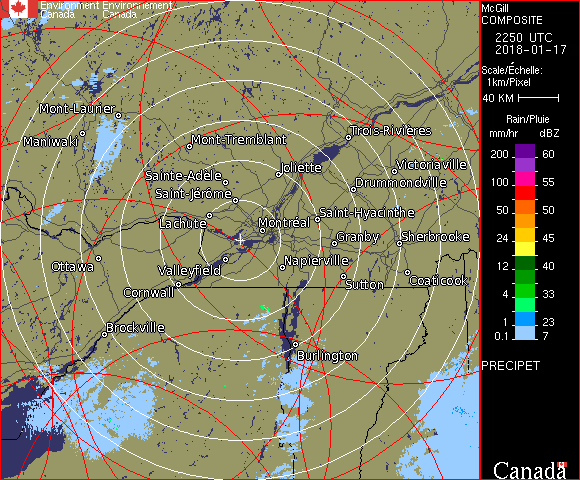 Environment Environnement
Canada Canada
McGill
COMPOSITE
2250 UTC
2018-01-17
Scale/Échelle:
1km/Pixel
40 KM
Rain/Pluie
mm/hr dBZ
200 60
100 55
50 50
24 45
12 40
4 33
1 23
0.1 7
PRECIPET
Canada
Mont-Laurier
Maniwaki
Mont-Tremblant
Trois-Rivières
Sainte-Adèle
Joliette
Victoriaville
Saint-Jérôme
Drummondville
Lachute
Montréal
Saint-Hyacinthe
Granby
Sherbrooke
Ottawa
Valleyfield
Napierville
Cornwall
Sutton
Coaticook
Brockville
Burlington